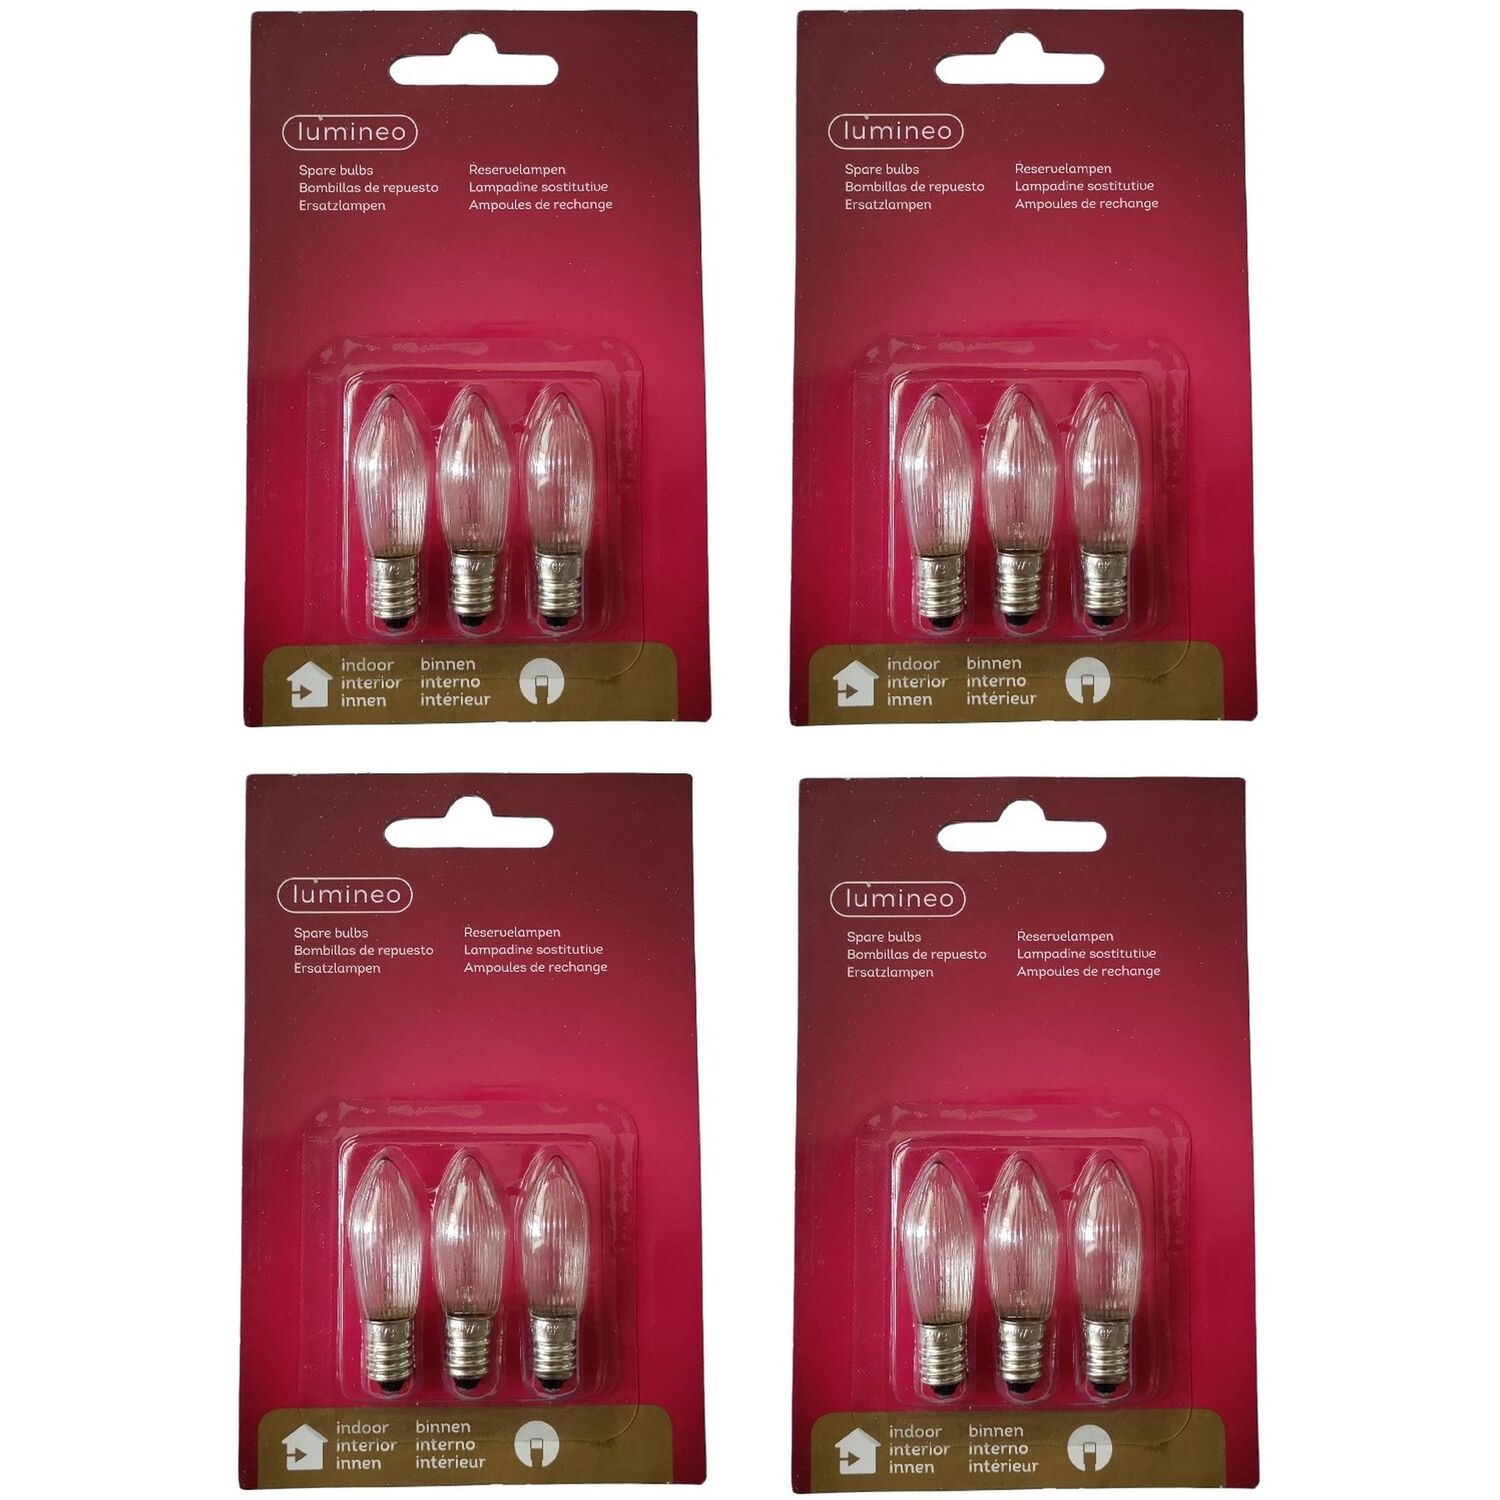 lumineo
Spare bulbs
Bombillas de repuesto
Ersatzlampen
Reservelampen
Lampadine sostitutive
Ampoules de rechange
indoor
interior
innen
binnen
interno
intérieur
lumineo
Spare bulbs
Bombillas de repuesto
Ersatzlampen
Reservelampen
Lampadine sostitutive
Ampoules de rechange
indoor
interior
innen
binnen
interno
intérieur
lumineo
Spare bulbs
Bombillas de repuesto
Ersatzlampen
Reservelampen
Lampadine sostitutive
Ampoules de rechange
indoor
interior
innen
binnen
interno
intérieur
lumineo
Spare bulbs
Bombillas de repuesto
Ersatzlampen
Reservelampen
Lampadine sostitutive
Ampoules de rechange
indoor
interior
innen
binnen
interno
intérieur